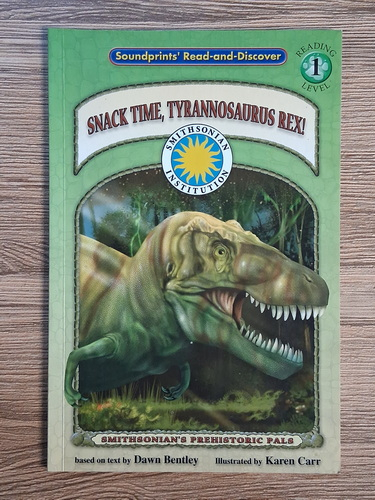 Soundprints' Read-and-Discover
READING
1
LEVEL
SNACK TIME, TYRANNOSAURUS REX!
SMITHSONIAN
INSTITUTION
SMITHSONIAN'S PREHISTORIC PALS
based on text by Dawn Bentley Illustrated by Karen Carr